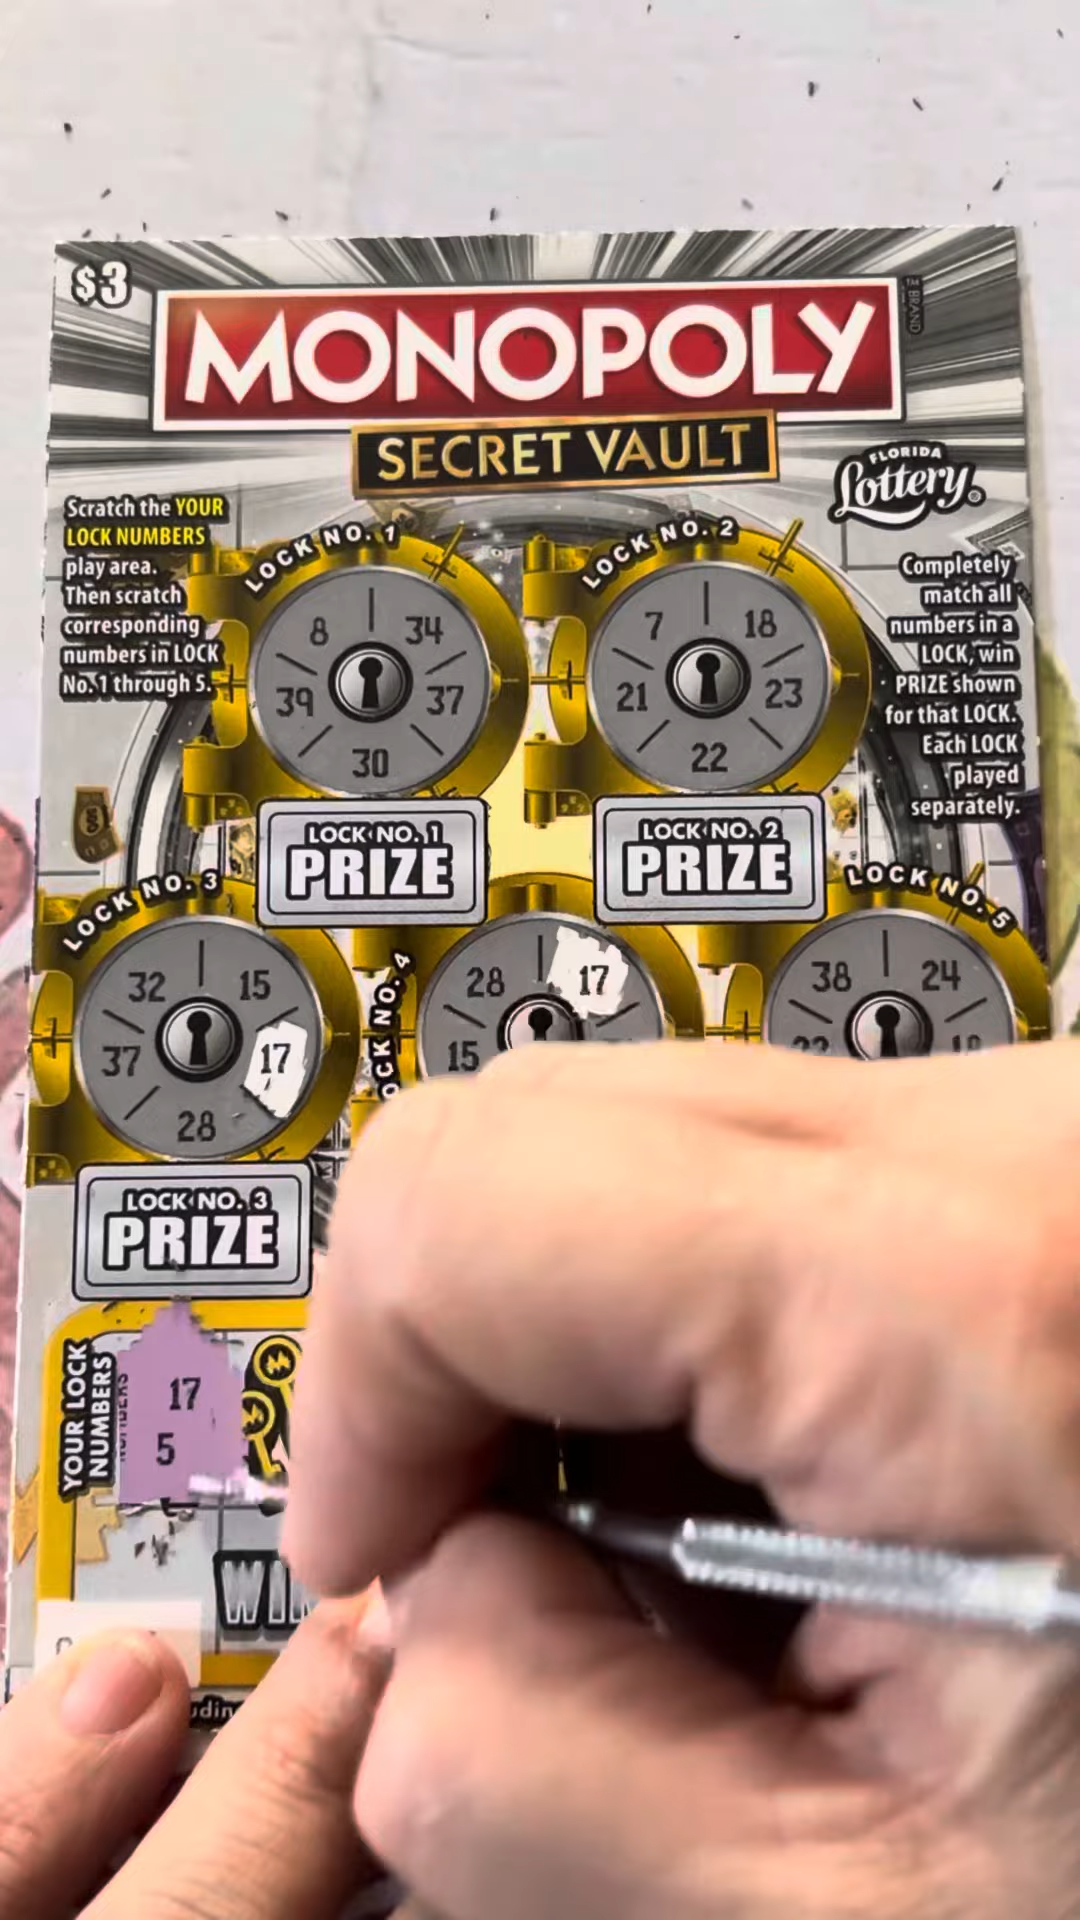 $3
MONOPOLY
TM BRAND
SECRET VAULT
FLORIDA
Lottery®
Scratch the YOUR
LOCK NUMBERS
play area.
Then scratch
corresponding
numbers in LOCK
No. 1 through 5.
Completely
match all
numbers in a
LOCK, win
PRIZE shown
for that LOCK.
Each LOCK
played
separately.
LOCK NO. 1
8 34
39 37
30
LOCK NO. 1
PRIZE
LOCK NO. 2
7 18
21 23
22
LOCK NO. 2
PRIZE
LOCK NO. 3
32 15
37 17
28
LOCK NO. 3
PRIZE
LOCK NO. 4
28 17
15
LOCK NO. 5
38 24
YOUR LOCK
NUMBERS
17
5